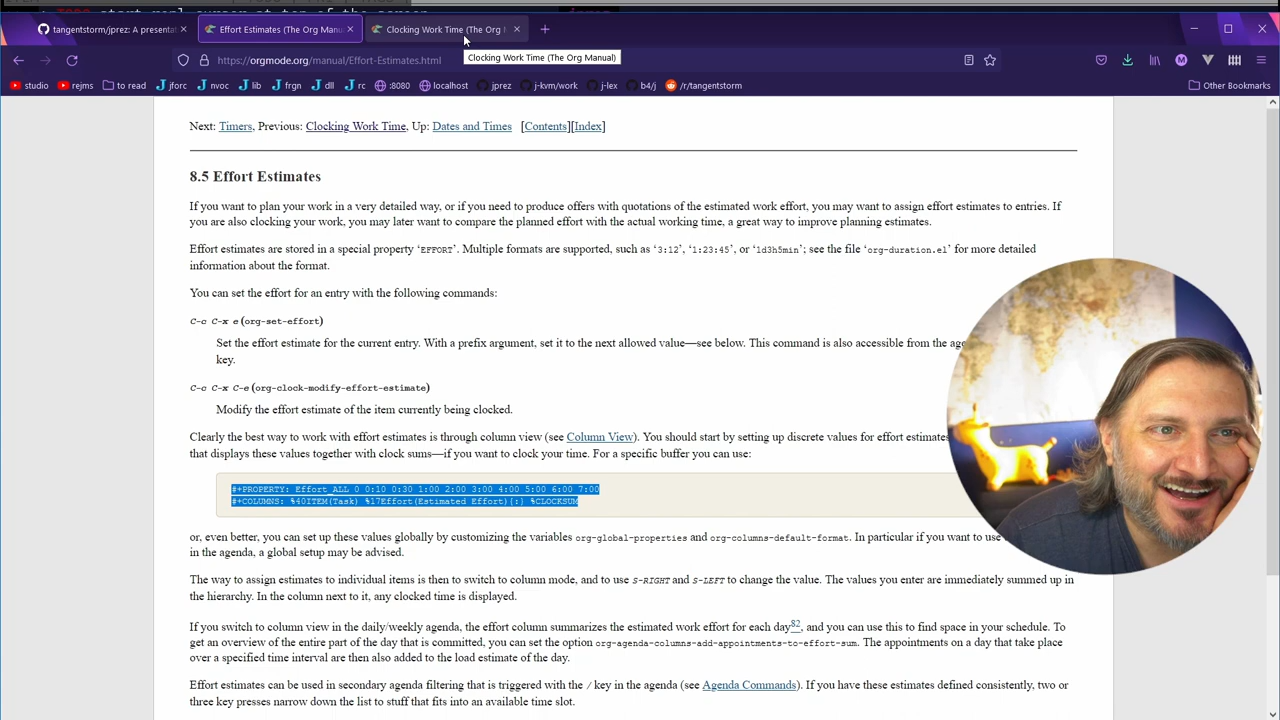 tangentstorm/jprez: A presentat
Effort Estimates (The Org Manua
Clocking Work Time (The Org
https://orgmode.org/manual/Effort-Estimates.html
Clocking Work Time (The Org Manual)
studio rejms to read jforc nvoc lib frgn dll rc :8080 localhost jprez j-kvm/work j-lex b4/j /r/tangentstorm Other Bookmarks
Next: Timers, Previous: Clocking Work Time, Up: Dates and Times [Contents][Index]
8.5 Effort Estimates
If you want to plan your work in a very detailed way, or if you need to produce offers with quotations of the estimated work effort, you may want to assign effort estimates to entries. If
you are also clocking your work, you may later want to compare the planned effort with the actual working time, a great way to improve planning estimates.
Effort estimates are stored in a special property ‘EFFORT’. Multiple formats are supported, such as ‘3:12’, ‘1:23:45’, or ‘1d3h5min’; see the file ‘org-duration.el’ for more detailed
information about the format.
You can set the effort for an entry with the following commands:
C-c C-x e (org-set-effort)
Set the effort estimate for the current entry. With a prefix argument, set it to the next allowed value—see below. This command is also accessible from the age
key.
C-c C-x C-e (org-clock-modify-effort-estimate)
Modify the effort estimate of the item currently being clocked.
Clearly the best way to work with effort estimates is through column view (see Column View). You should start by setting up discrete values for effort estimates
that displays these values together with clock sums—if you want to clock your time. For a specific buffer you can use:
#+PROPERTY: Effort_ALL 0 0:10 0:30 1:00 2:00 3:00 4:00 5:00 6:00 7:00
#+COLUMNS: %40ITEM(Task) %17Effort(Estimated Effort){:} %CLOCKSUM
or, even better, you can set up these values globally by customizing the variables org-global-properties and org-columns-default-format. In particular if you want to use
in the agenda, a global setup may be advised.
The way to assign estimates to individual items is then to switch to column mode, and to use S-RIGHT and S-LEFT to change the value. The values you enter are immediately summed up in
the hierarchy. In the column next to it, any clocked time is displayed.
If you switch to column view in the daily/weekly agenda, the effort column summarizes the estimated work effort for each day82, and you can use this to find space in your schedule. To
get an overview of the entire part of the day that is committed, you can set the option org-agenda-columns-add-appointments-to-effort-sum. The appointments on a day that take place
over a specified time interval are then also added to the load estimate of the day.
Effort estimates can be used in secondary agenda filtering that is triggered with the / key in the agenda (see Agenda Commands). If you have these estimates defined consistently, two or
three key presses narrow down the list to stuff that fits into an available time slot.